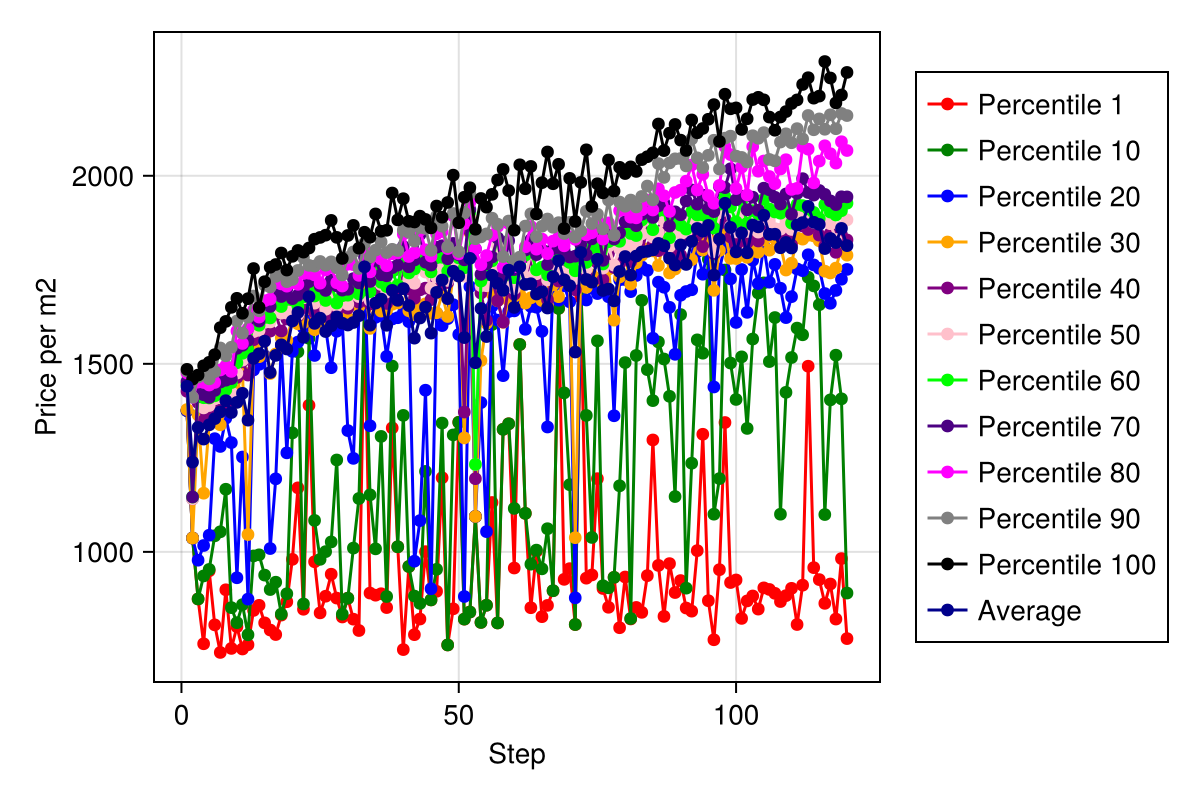 2000
1500
1000
Price per m2
0
50
100
Step
Percentile 1
Percentile 10
Percentile 20
Percentile 30
Percentile 40
Percentile 50
Percentile 60
Percentile 70
Percentile 80
Percentile 90
Percentile 100
Average